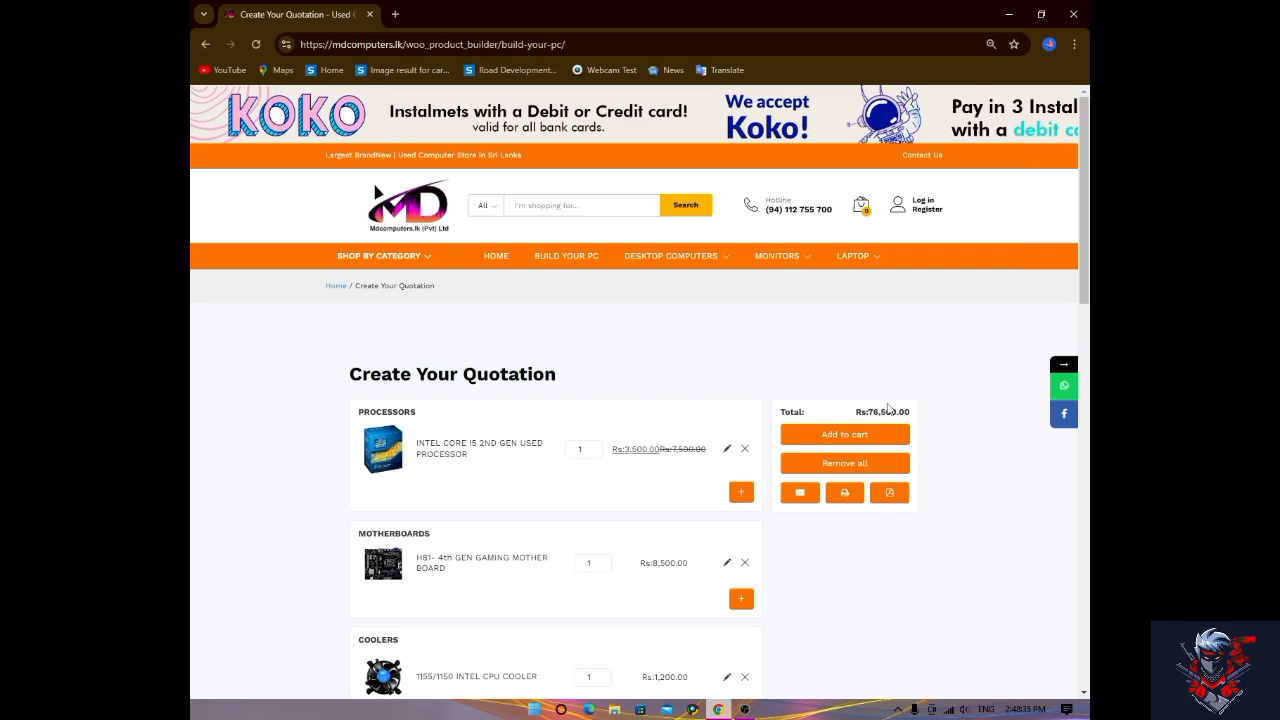 Create Your Quotation - Used C
https://mdcomputers.lk/woo_product_builder/build-your-pc/
YouTube
Maps
Home
Image result for car...
Road Development...
Webcam Test
News
Translate
KOKO
Instalmets with a Debit or Credit card!
valid for all bank cards.
We accept
Koko!
Pay in 3 Instal
with a debit c
Largest BrandNew | Used Computer Store in Sri Lanka
Contact Us
MD
Mdcomputers.lk (Pvt) Ltd
All
I'm shopping for...
Search
Hotline
(94) 112 755 700
0
Log in
Register
SHOP BY CATEGORY
HOME
BUILD YOUR PC
DESKTOP COMPUTERS
MONITORS
LAPTOP
Home / Create Your Quotation
Create Your Quotation
PROCESSORS
INTEL CORE I5 2ND GEN USED
PROCESSOR
1
Rs:3,500.00Rs:7,500.00
+
MOTHERBOARDS
H81- 4th GEN GAMING MOTHER
BOARD
1
Rs:8,500.00
+
COOLERS
1155/1150 INTEL CPU COOLER
1
Rs:1,200.00
Total:
Rs:76,500.00
Add to cart
Remove all
ENG
2:48:35 PM